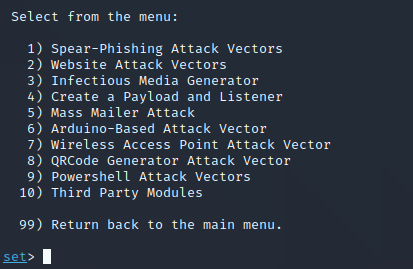 Select from the menu:
1) Spear-Phishing Attack Vectors
2) Website Attack Vectors
3) Infectious Media Generator
4) Create a Payload and Listener
5) Mass Mailer Attack
6) Arduino-Based Attack Vector
7) Wireless Access Point Attack Vector
8) QRCode Generator Attack Vector
9) Powershell Attack Vectors
10) Third Party Modules
99) Return back to the main menu.
set>